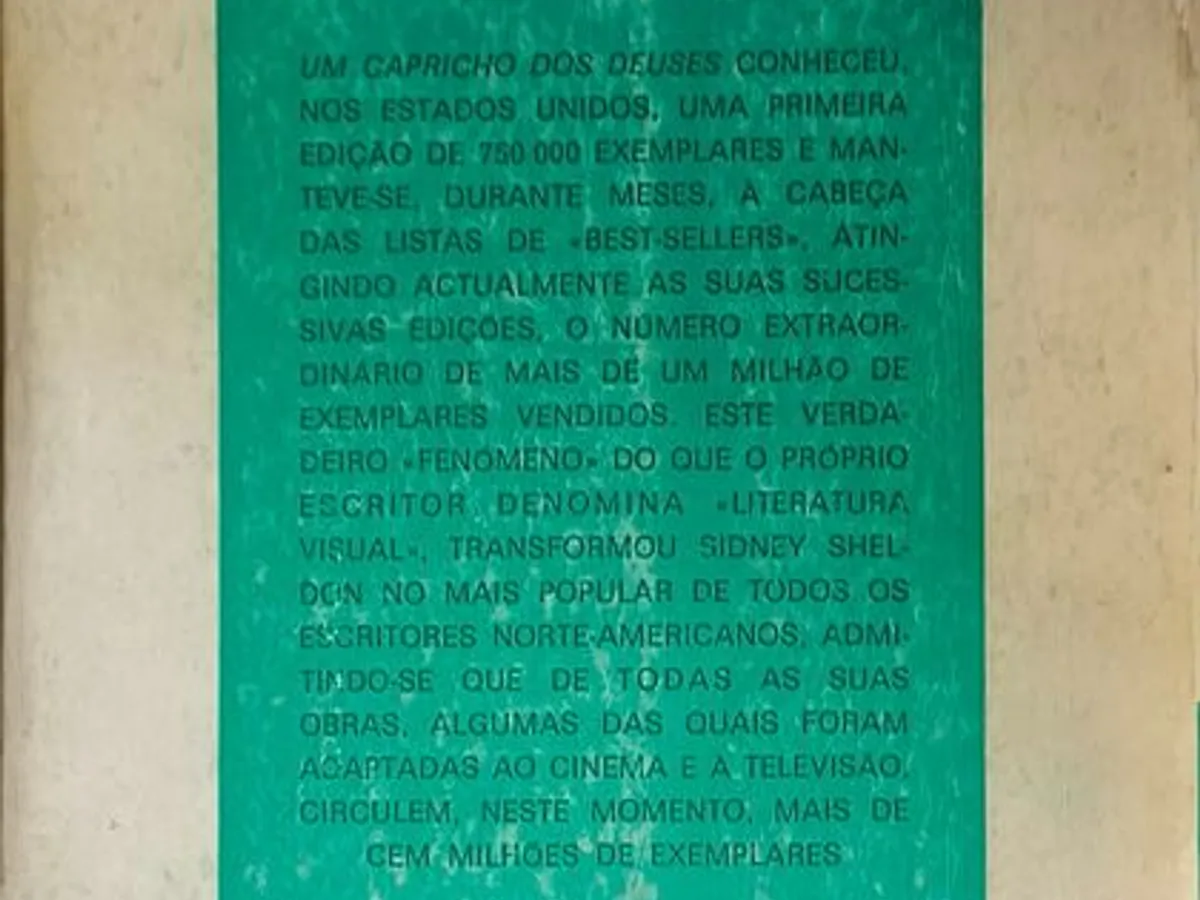 UM CAPRICHO DOS DEUSES CONHECEU,
NOS ESTADOS UNIDOS, UMA PRIMEIRA
EDIÇÃO DE 750 000 EXEMPLARES E MAN-
TEVE-SE, DURANTE MESES, À CABEÇA
DAS LISTAS DE «BEST-SELLERS», ATIN-
GINDO ACTUALMENTE AS SUAS SUCES-
SIVAS EDIÇÕES, O NÚMERO EXTRAOR-
DINÁRIO DE MAIS DE UM MILHÃO DE
EXEMPLARES VENDIDOS. ESTE VERDA-
DEIRO «FENÓMENO» DO QUE O PRÓPRIO
ESCRITOR DENOMINA «LITERATURA
VISUAL», TRANSFORMOU SIDNEY SHEL-
DON NO MAIS POPULAR DE TODOS OS
ESCRITORES NORTE-AMERICANOS, ADMI-
TINDO-SE QUE DE TODAS AS SUAS
OBRAS, ALGUMAS DAS QUAIS FORAM
ADAPTADAS AO CINEMA E À TELEVISÃO,
CIRCULEM, NESTE MOMENTO, MAIS DE
CEM MILHÕES DE EXEMPLARES